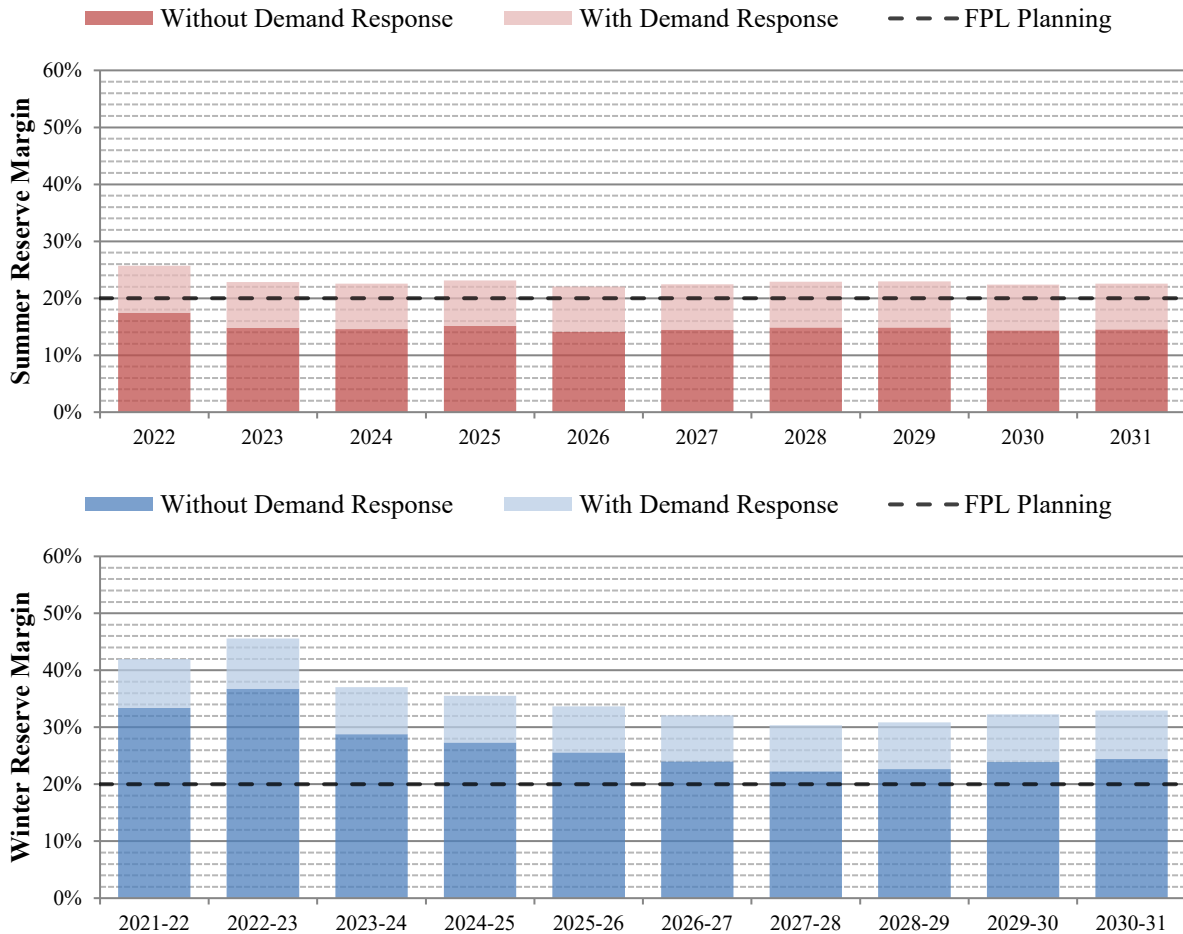 Without Demand Response With Demand Response FPL Planning
Summer Reserve Margin
60%
50%
40%
30%
20%
10%
0%
2022 2023 2024 2025 2026 2027 2028 2029 2030 2031
Without Demand Response With Demand Response FPL Planning
Winter Reserve Margin
60%
50%
40%
30%
20%
10%
0%
2021-22 2022-23 2023-24 2024-25 2025-26 2026-27 2027-28 2028-29 2029-30 2030-31